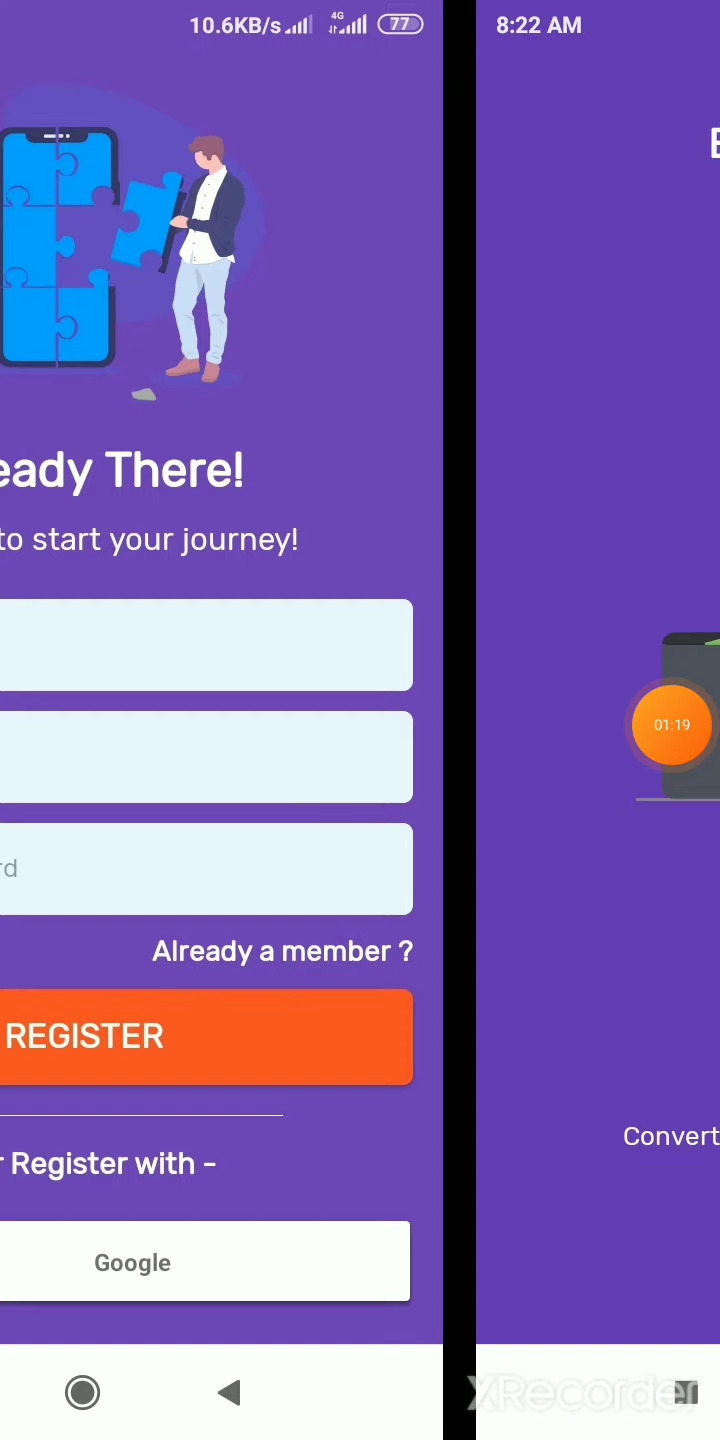 10.6KB/s 4G 77
8:22 AM
There!
to start your journey!
01:19
Already a member ?
REGISTER
Convert
Register with -
Google
XRecorder